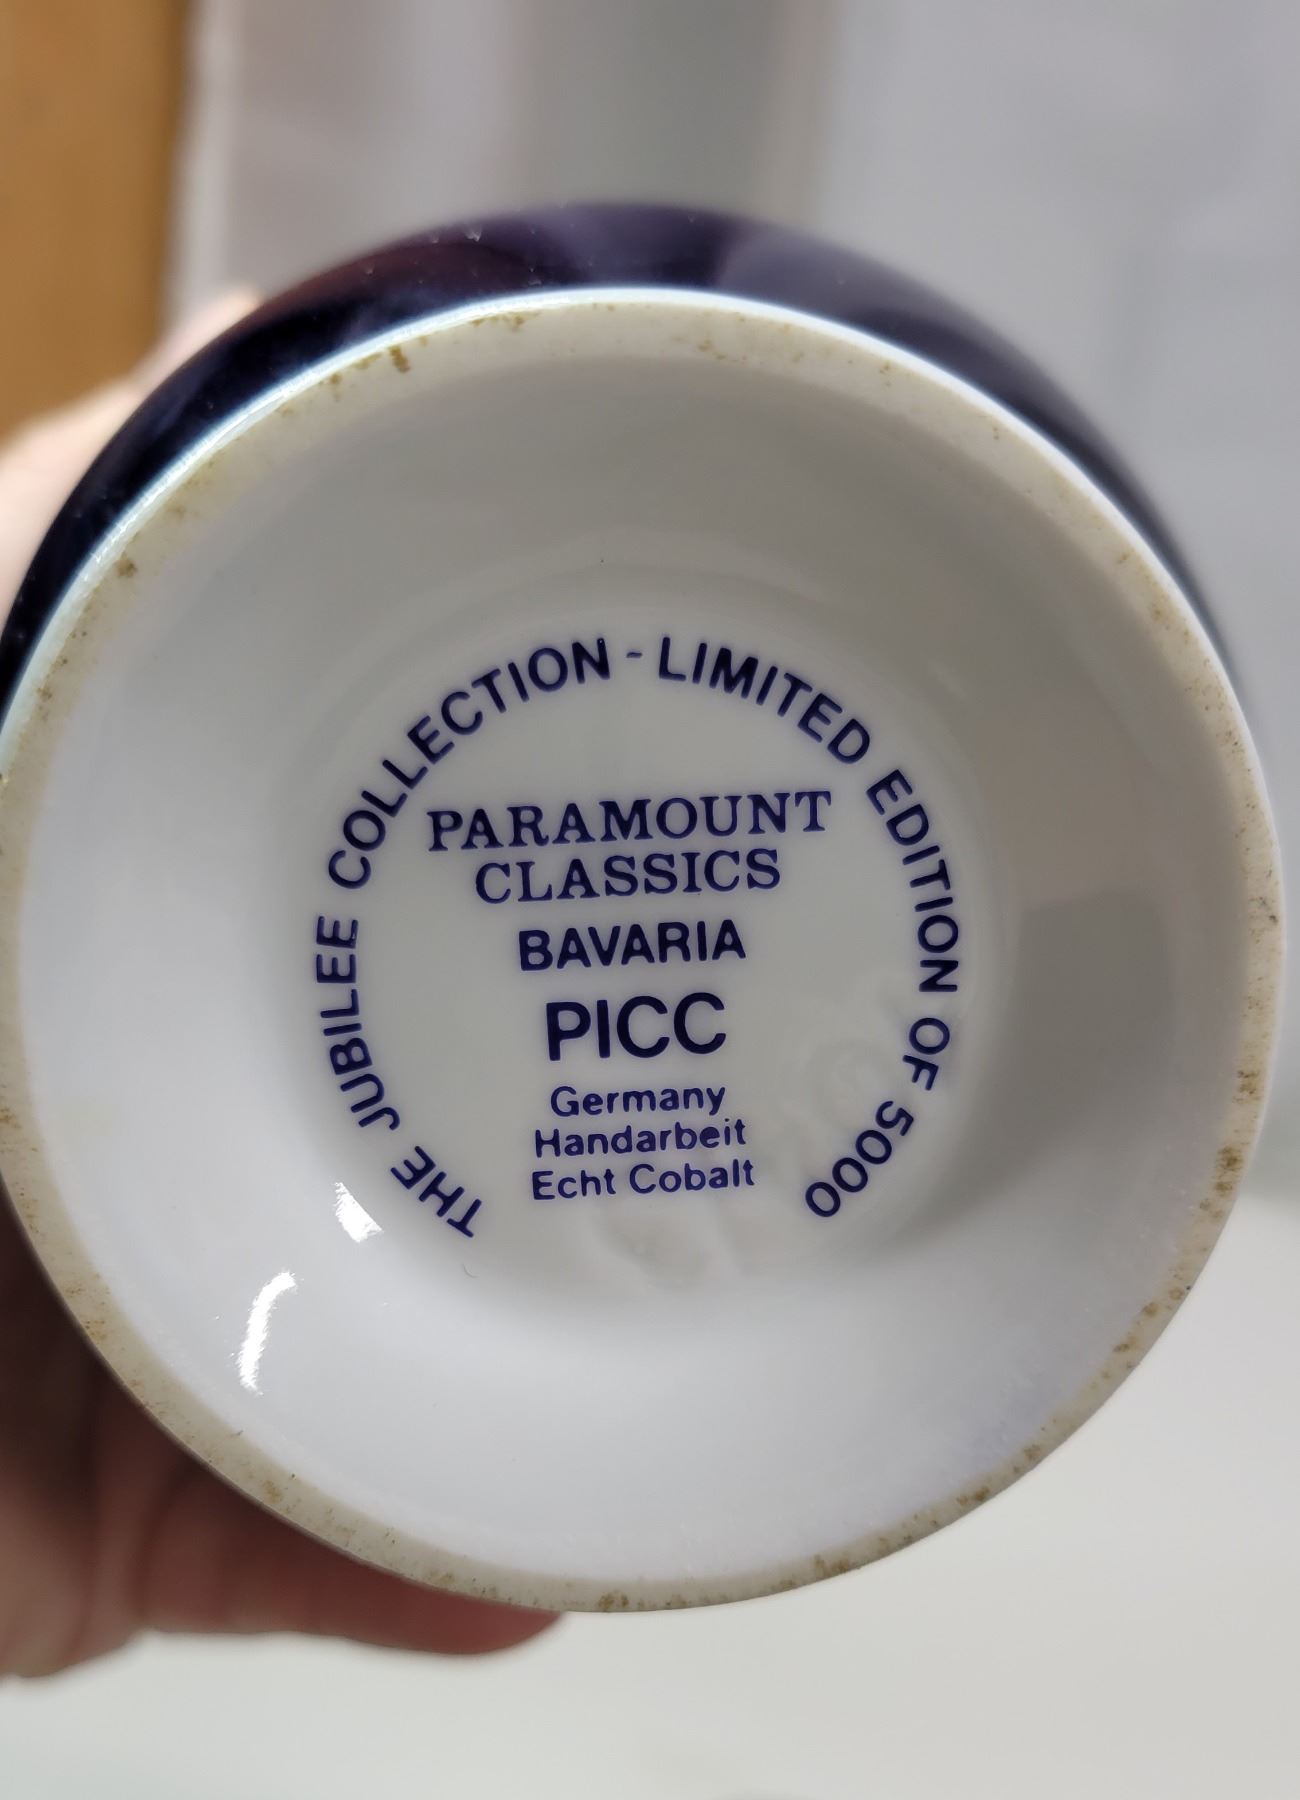 THE JUBILEE COLLECTION - LIMITED EDITION OF 5000
PARAMOUNT
CLASSICS
BAVARIA
PICC
Germany
Handarbeit
Echt Cobalt